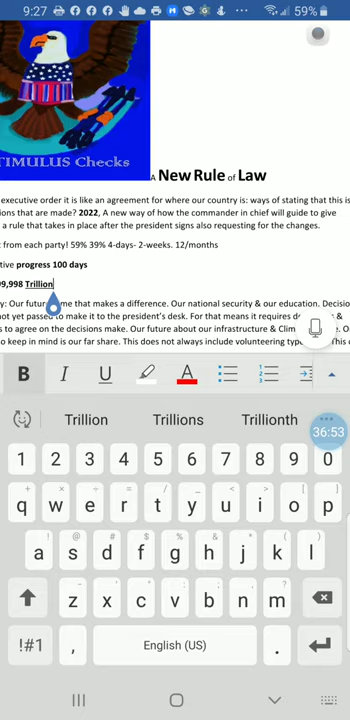 9:27 59%
TIMULUS Checks
A New Rule of Law
executive order it is like an agreement for where our country is: ways of stating that this is
ions that are made? 2022, A new way of how the commander in chief will guide to give
a rule that takes in place after the president signs also requesting for the changes.
from each party! 59% 39% 4-days- 2-weeks. 12/months
tive progress 100 days
9,998 Trillion
y: Our futur me that makes a difference. Our national security & our education. Decisio
not yet passed to make it to the president's desk. For that means it requires &
s to agree on the decisions make. Our future about our infrastructure & Clim
o keep in mind is our far share. This does not always include volunteering
B I U A
Trillion Trillions Trillionth
36:53
1 2 3 4 5 6 7 8 9 0
+ × ÷ = / _ < > [ ]
q w e r t y u i o p
! @ # $ % & * ( )
a s d f g h j k l
- ' " : ; , ?
z x c v b n m
!#1 , English (US) .